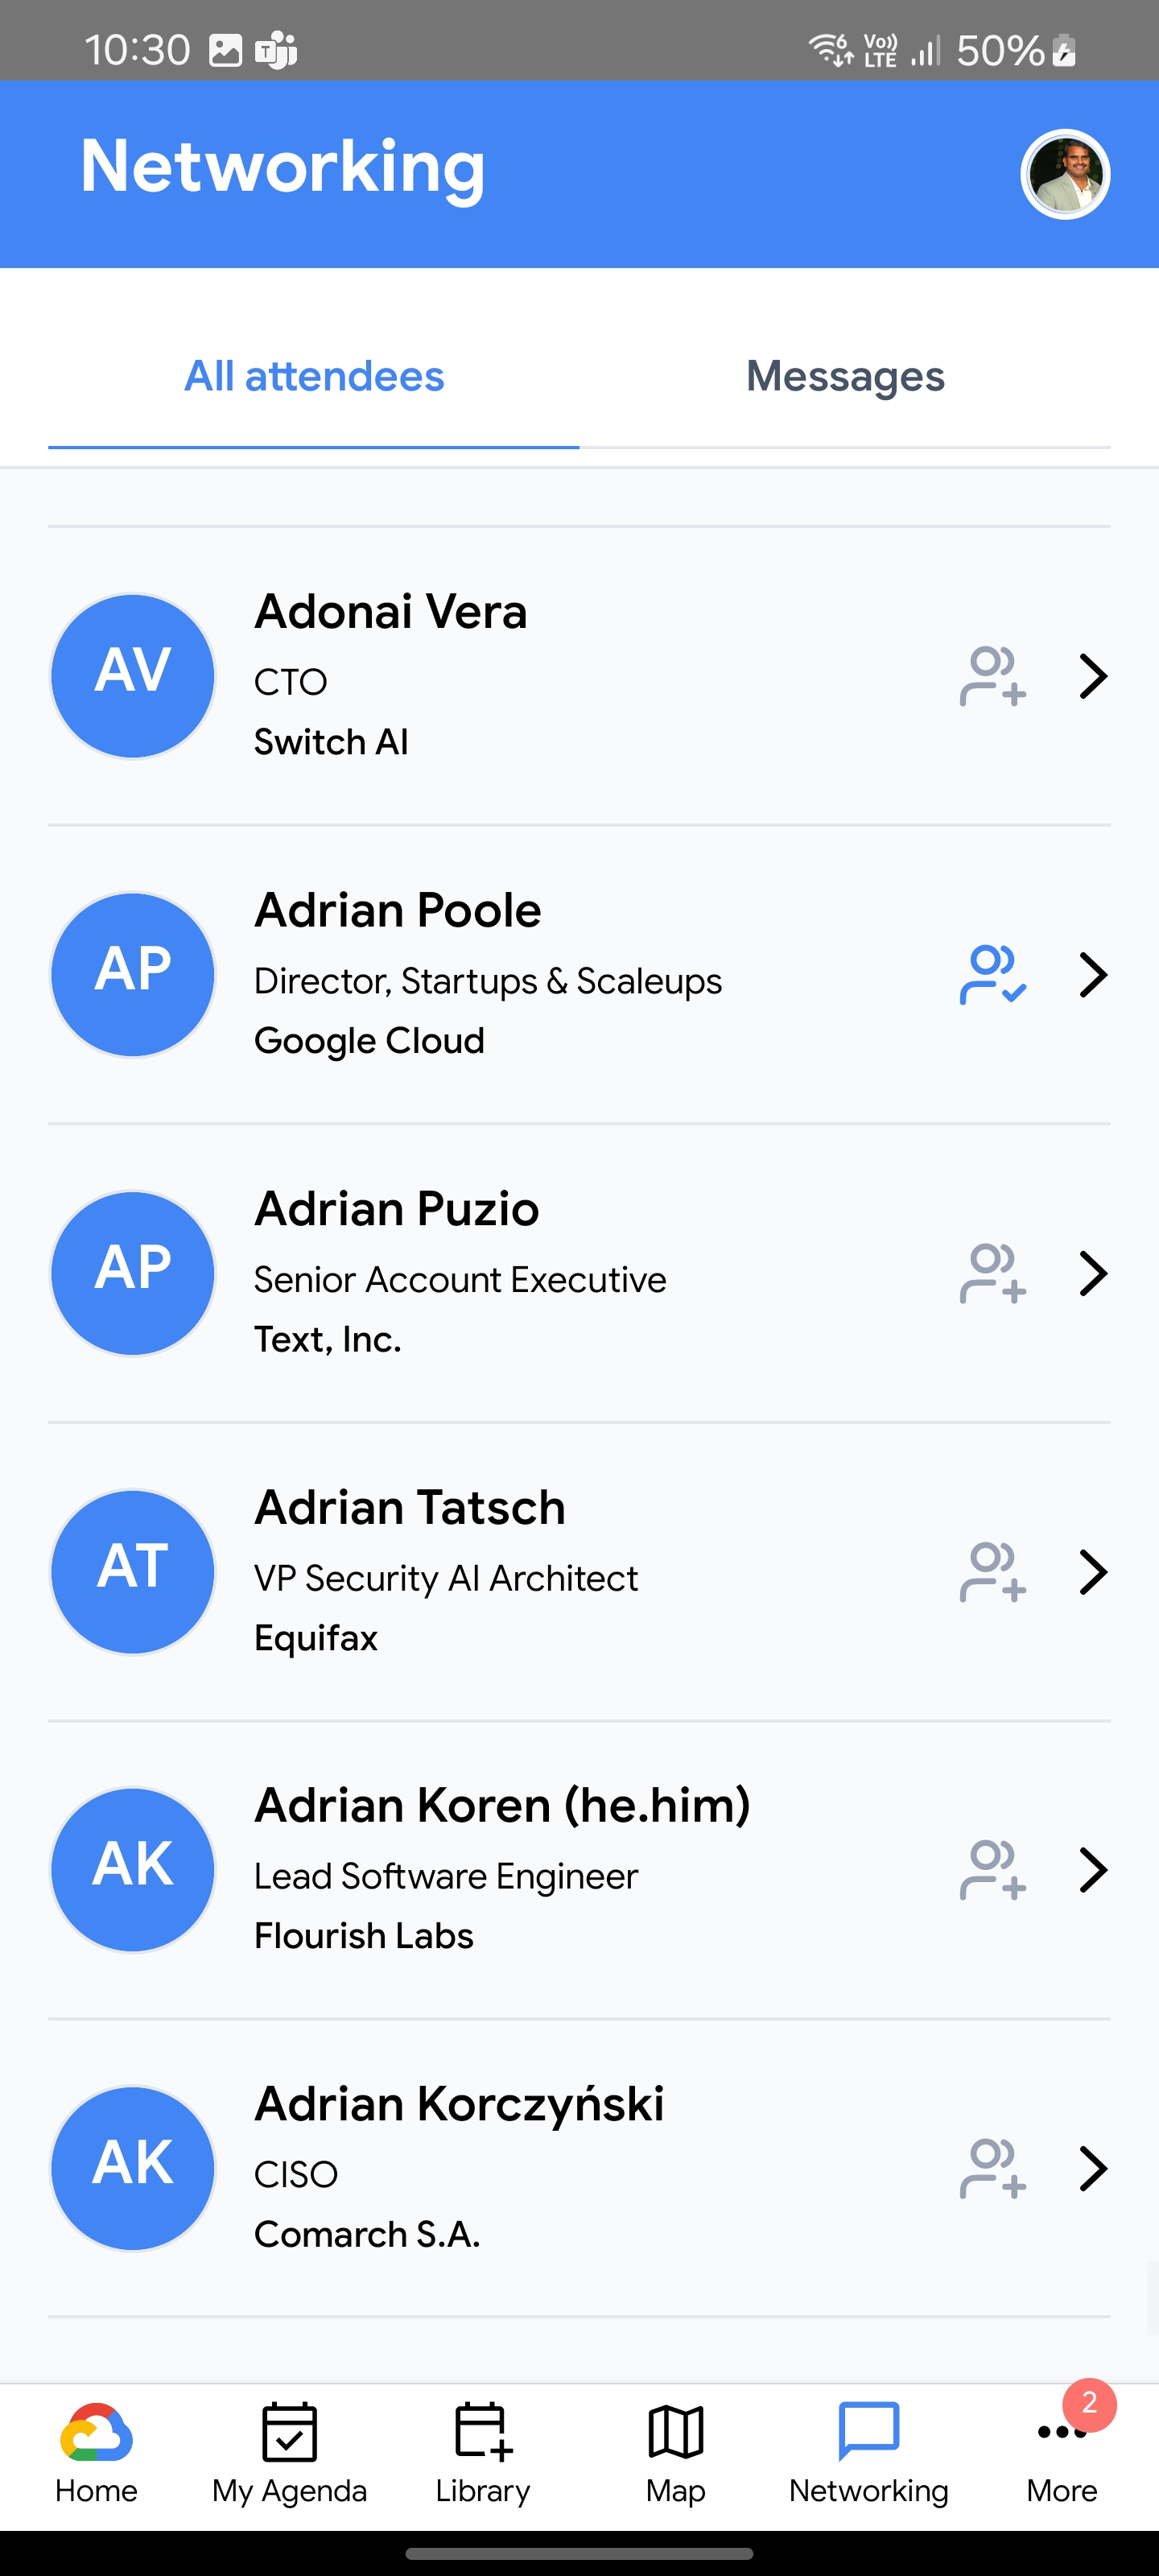 10:30
Vo)) LTE
50%
Networking
All attendees
Messages
AV
Adonai Vera
CTO
Switch AI
AP
Adrian Poole
Director, Startups & Scaleups
Google Cloud
AP
Adrian Puzio
Senior Account Executive
Text, Inc.
AT
Adrian Tatsch
VP Security AI Architect
Equifax
AK
Adrian Koren (he.him)
Lead Software Engineer
Flourish Labs
AK
Adrian Korczyński
CISO
Comarch S.A.
2
Home
My Agenda
Library
Map
Networking
More